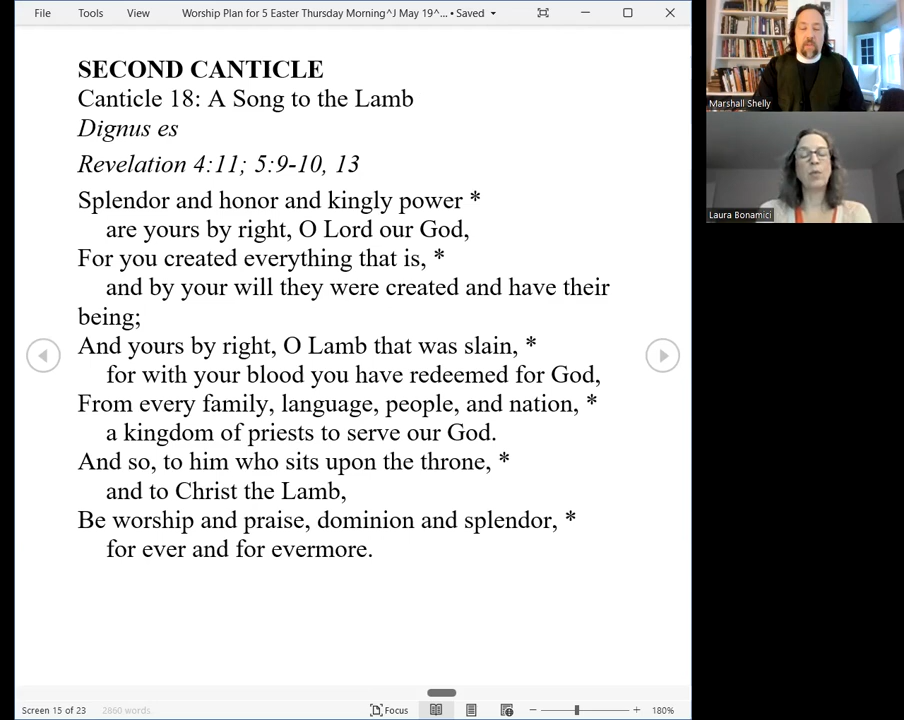 File Tools View Worship Plan for 5 Easter Thursday Morning^J May 19^... • Saved
SECOND CANTICLE
Canticle 18: A Song to the Lamb
Dignus es
Revelation 4:11; 5:9-10, 13
Splendor and honor and kingly power *
are yours by right, O Lord our God,
For you created everything that is, *
and by your will they were created and have their
being;
And yours by right, O Lamb that was slain, *
for with your blood you have redeemed for God,
From every family, language, people, and nation, *
a kingdom of priests to serve our God.
And so, to him who sits upon the throne, *
and to Christ the Lamb,
Be worship and praise, dominion and splendor, *
for ever and for evermore.
Screen 15 of 23 2860 words Focus 180%
Marshall Shelly
Laura Bonamici